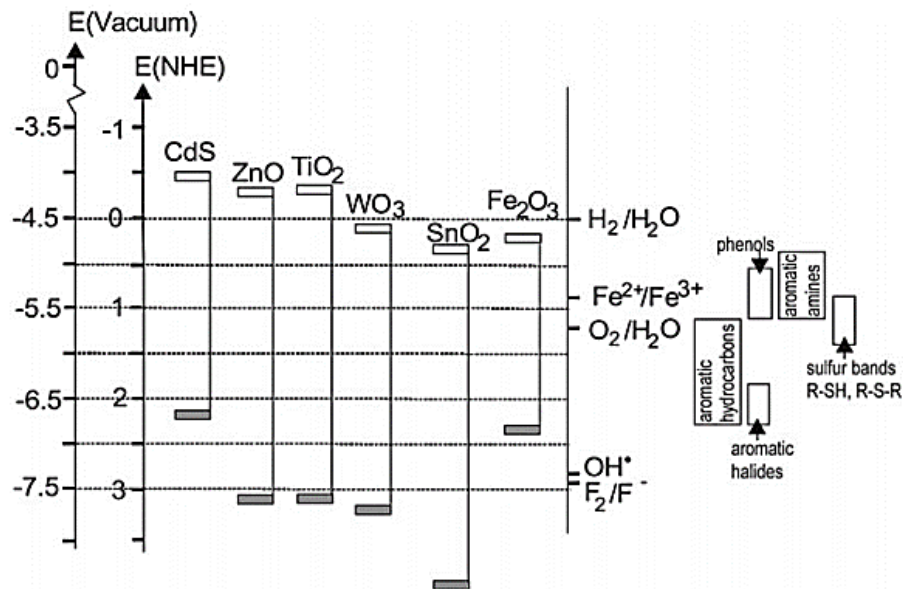 E(Vacuum)
0
E(NHE)
-3.5
-1
CdS
ZnO
TiO2
WO3
SnO2
Fe2O3
-4.5
0
H2/H2O
phenols
aromatic
amines
Fe2+/Fe3+
-5.5
1
O2/H2O
aromatic
hydrocarbons
sulfur bands
R-SH, R-S-R
-6.5
2
aromatic
halides
OH•
-7.5
3
F2/F-